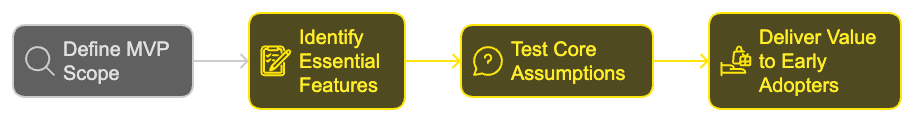 Define MVP
Scope
Identify
Essential
Features
Test Core
Assumptions
Deliver Value
to Early
Adopters